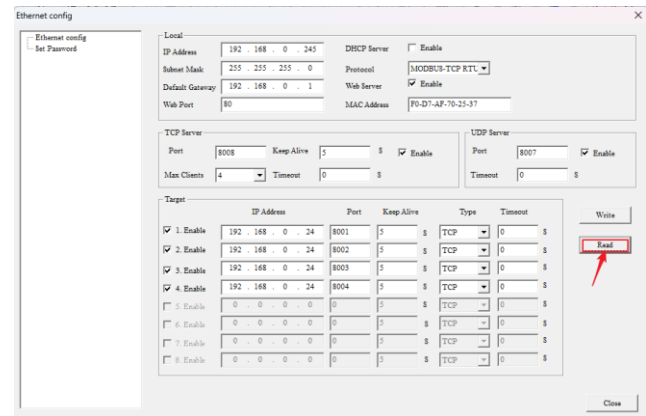 Ethernet config
Ethernet config
Set Password
Local
IP Address 192 . 168 . 0 . 245 DHCP Server Enable
Subnet Mask 255 . 255 . 255 . 0 Protocol MODBUS-TCP RTU
Default Gateway 192 . 168 . 0 . 1 Web Server Enable
Web Port 80 MAC Address F0-D7-AF-70-25-37
TCP Server UDP Server
Port 8008 Keep Alive 5 S Enable Port 8007 Enable
Max Clients 4 Timeout 0 S Timeout 0 S
Target
IP Address Port Keep Alive Type Timeout
1. Enable 192 . 168 . 0 . 24 8001 5 S TCP 0 S
2. Enable 192 . 168 . 0 . 24 8002 5 S TCP 0 S
3. Enable 192 . 168 . 0 . 24 8003 5 S TCP 0 S
4. Enable 192 . 168 . 0 . 24 8004 5 S TCP 0 S
5. Enable 0 . 0 . 0 . 0 0 5 S TCP 0 S
6. Enable 0 . 0 . 0 . 0 0 5 S TCP 0 S
7. Enable 0 . 0 . 0 . 0 0 5 S TCP 0 S
8. Enable 0 . 0 . 0 . 0 0 5 S TCP 0 S
Write
Read
Close